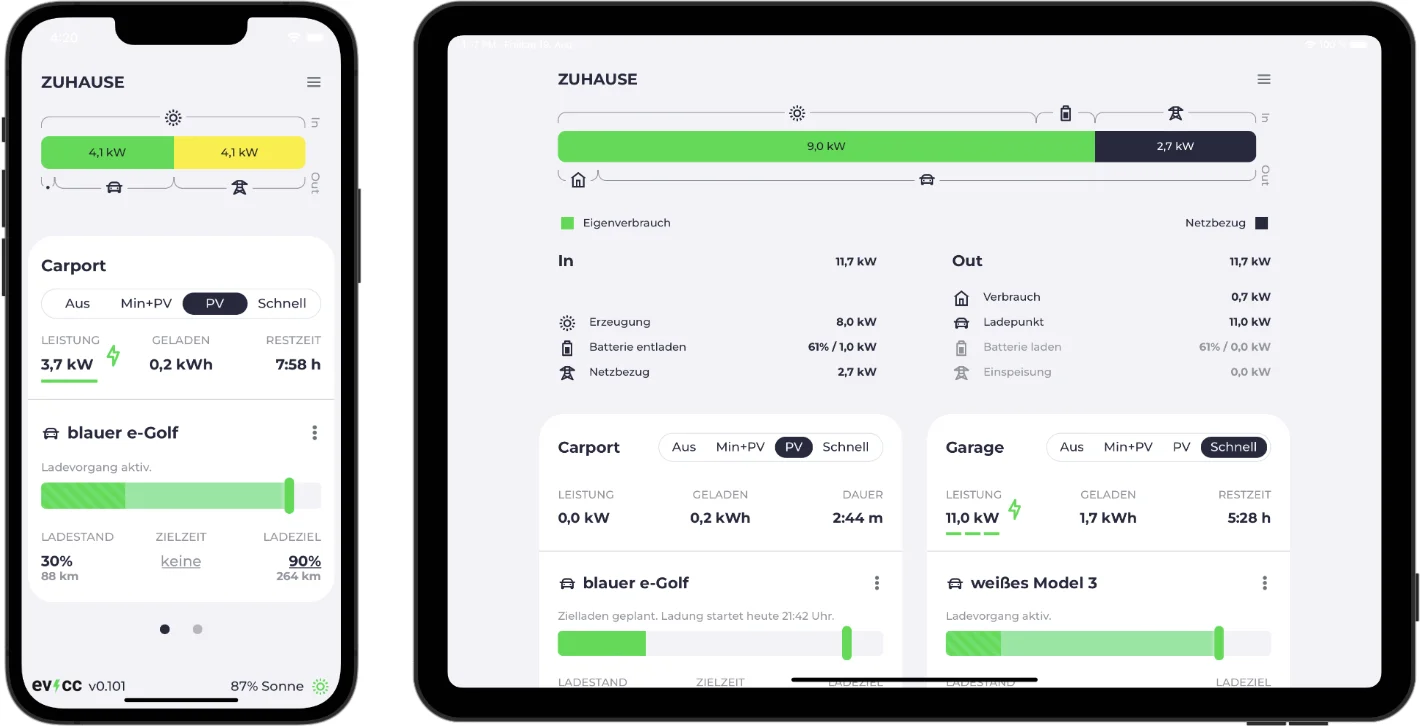 4:20
ZUHAUSE
In
4,1 kW 4,1 kW
Out
Carport
Aus Min+PV PV Schnell
LEISTUNG GELADEN RESTZEIT
3,7 kW 0,2 kWh 7:58 h
blauer e-Golf
Ladevorgang aktiv.
LADESTAND ZIELZEIT LADEZIEL
30% keine 90%
88 km 264 km
evcc v0.101 87% Sonne
ZUHAUSE
In
9,0 kW 2,7 kW
Out
Eigenverbrauch Netzbezug
In 11,7 kW
Erzeugung 8,0 kW
Batterie entladen 61% / 1,0 kW
Netzbezug 2,7 kW
Out 11,7 kW
Verbrauch 0,7 kW
Ladepunkt 11,0 kW
Batterie laden 61% / 0,0 kW
Einspeisung 0,0 kW
Carport Aus Min+PV PV Schnell
LEISTUNG GELADEN DAUER
0,0 kW 0,2 kWh 2:44 m
blauer e-Golf
Zielladen geplant. Ladung startet heute 21:42 Uhr.
LADESTAND ZIELZEIT LADEZIEL
Garage Aus Min+PV PV Schnell
LEISTUNG GELADEN RESTZEIT
11,0 kW 1,7 kWh 5:28 h
weißes Model 3
Ladevorgang aktiv.
LADESTAND LADEZIEL